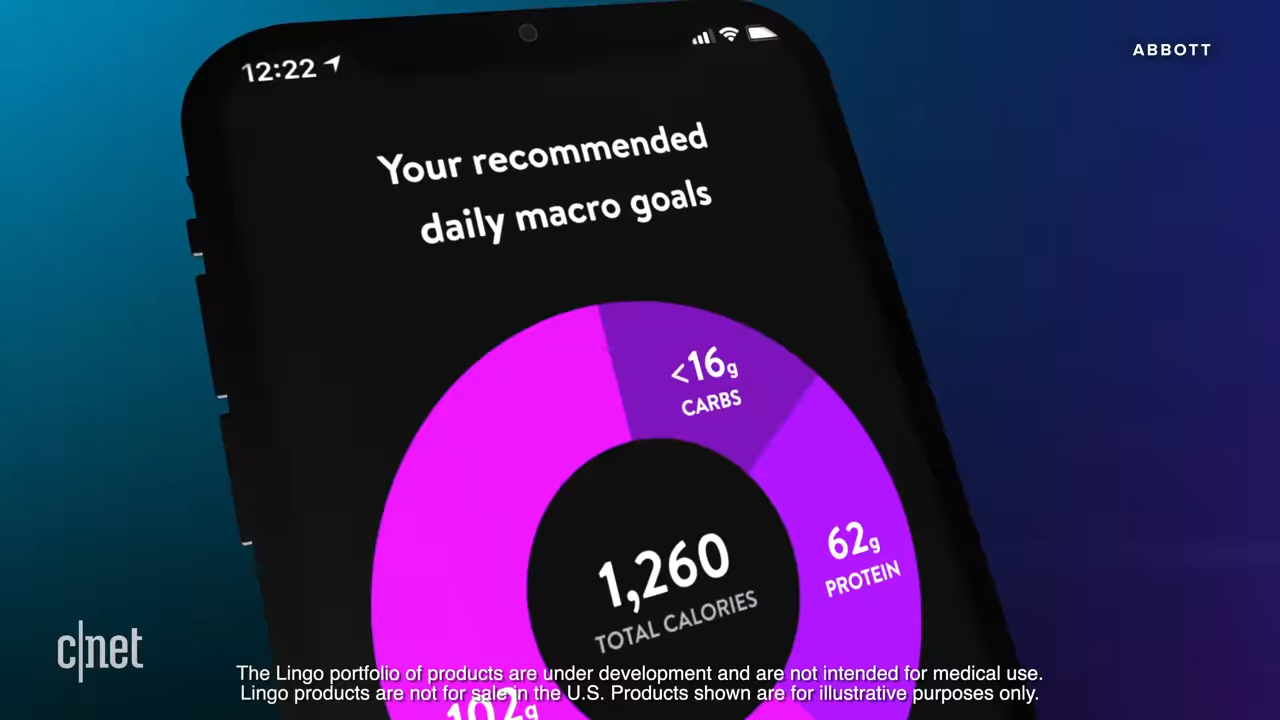 12:22
ABBOTT
Your recommended
daily macro goals
<16g
CARBS
62g
PROTEIN
1,260
TOTAL CALORIES
102g
c|net
The Lingo portfolio of products are under development and are not intended for medical use.
Lingo products are not for sale in the U.S. Products shown are for illustrative purposes only.